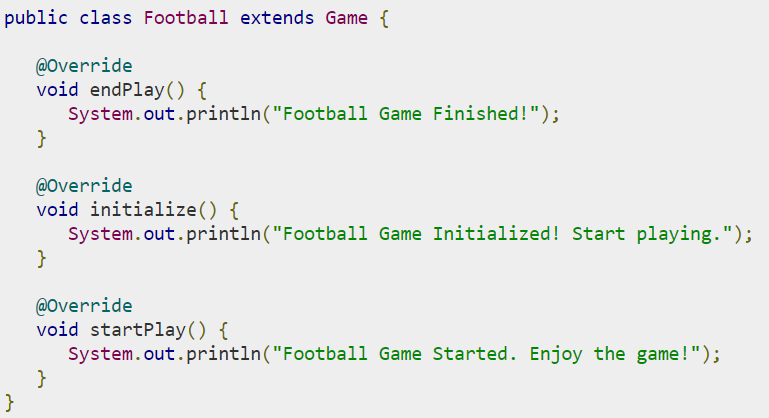 public class Football extends Game {
@Override
void endPlay() {
System.out.println("Football Game Finished!");
}
@Override
void initialize() {
System.out.println("Football Game Initialized! Start playing.");
}
@Override
void startPlay() {
System.out.println("Football Game Started. Enjoy the game!");
}
}